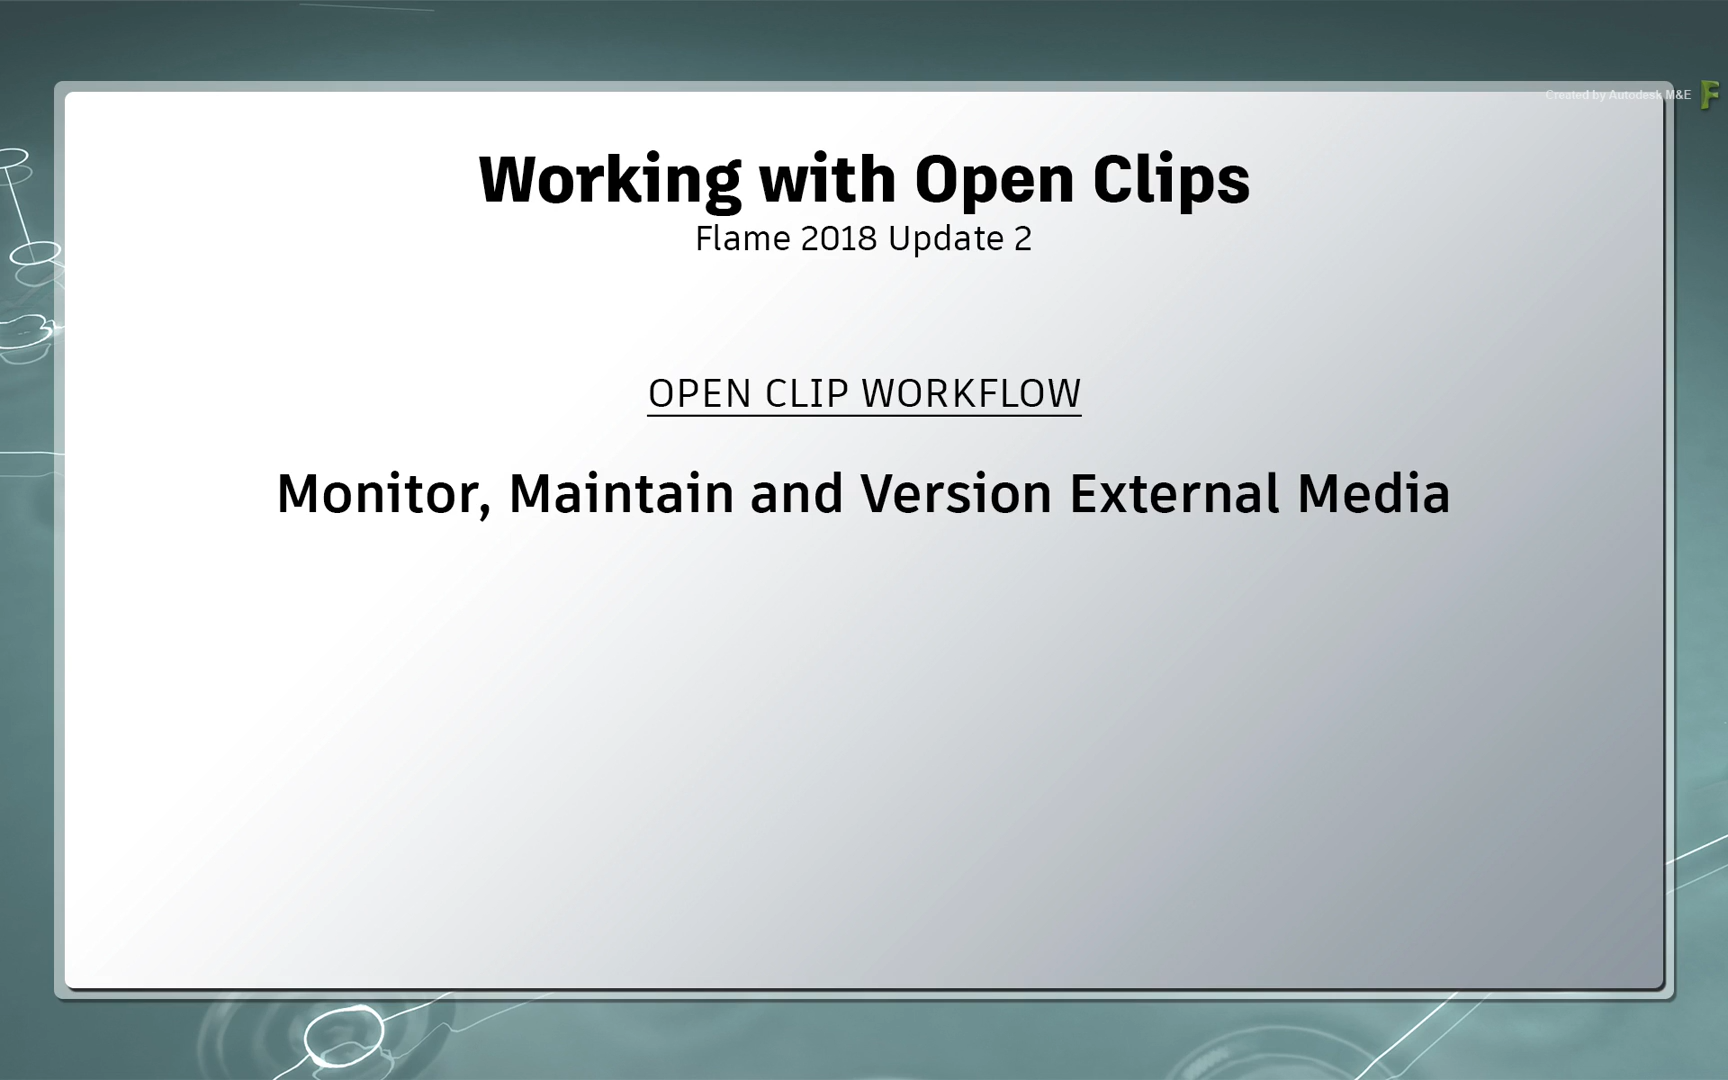 Created by Autodesk M&E
Working with Open Clips
Flame 2018 Update 2
OPEN CLIP WORKFLOW
Monitor, Maintain and Version External Media